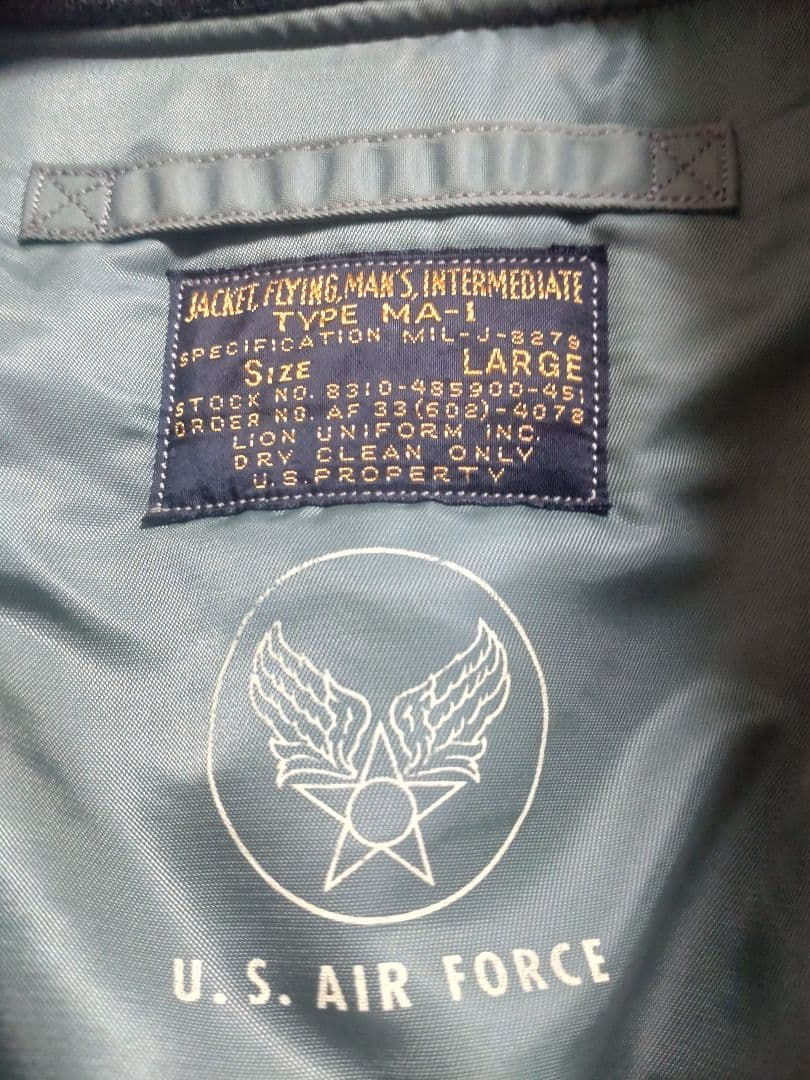 JACKET, FLYING, MAN'S, INTERMEDIATE
TYPE MA-1
SPECIFICATION MIL-J-8279
SIZE LARGE
STOCK NO. 8310-485900-451
ORDER NO. AF 33(602)-4078
LION UNIFORM INC.
DRY CLEAN ONLY
U.S. PROPERTY
U.S. AIR FORCE